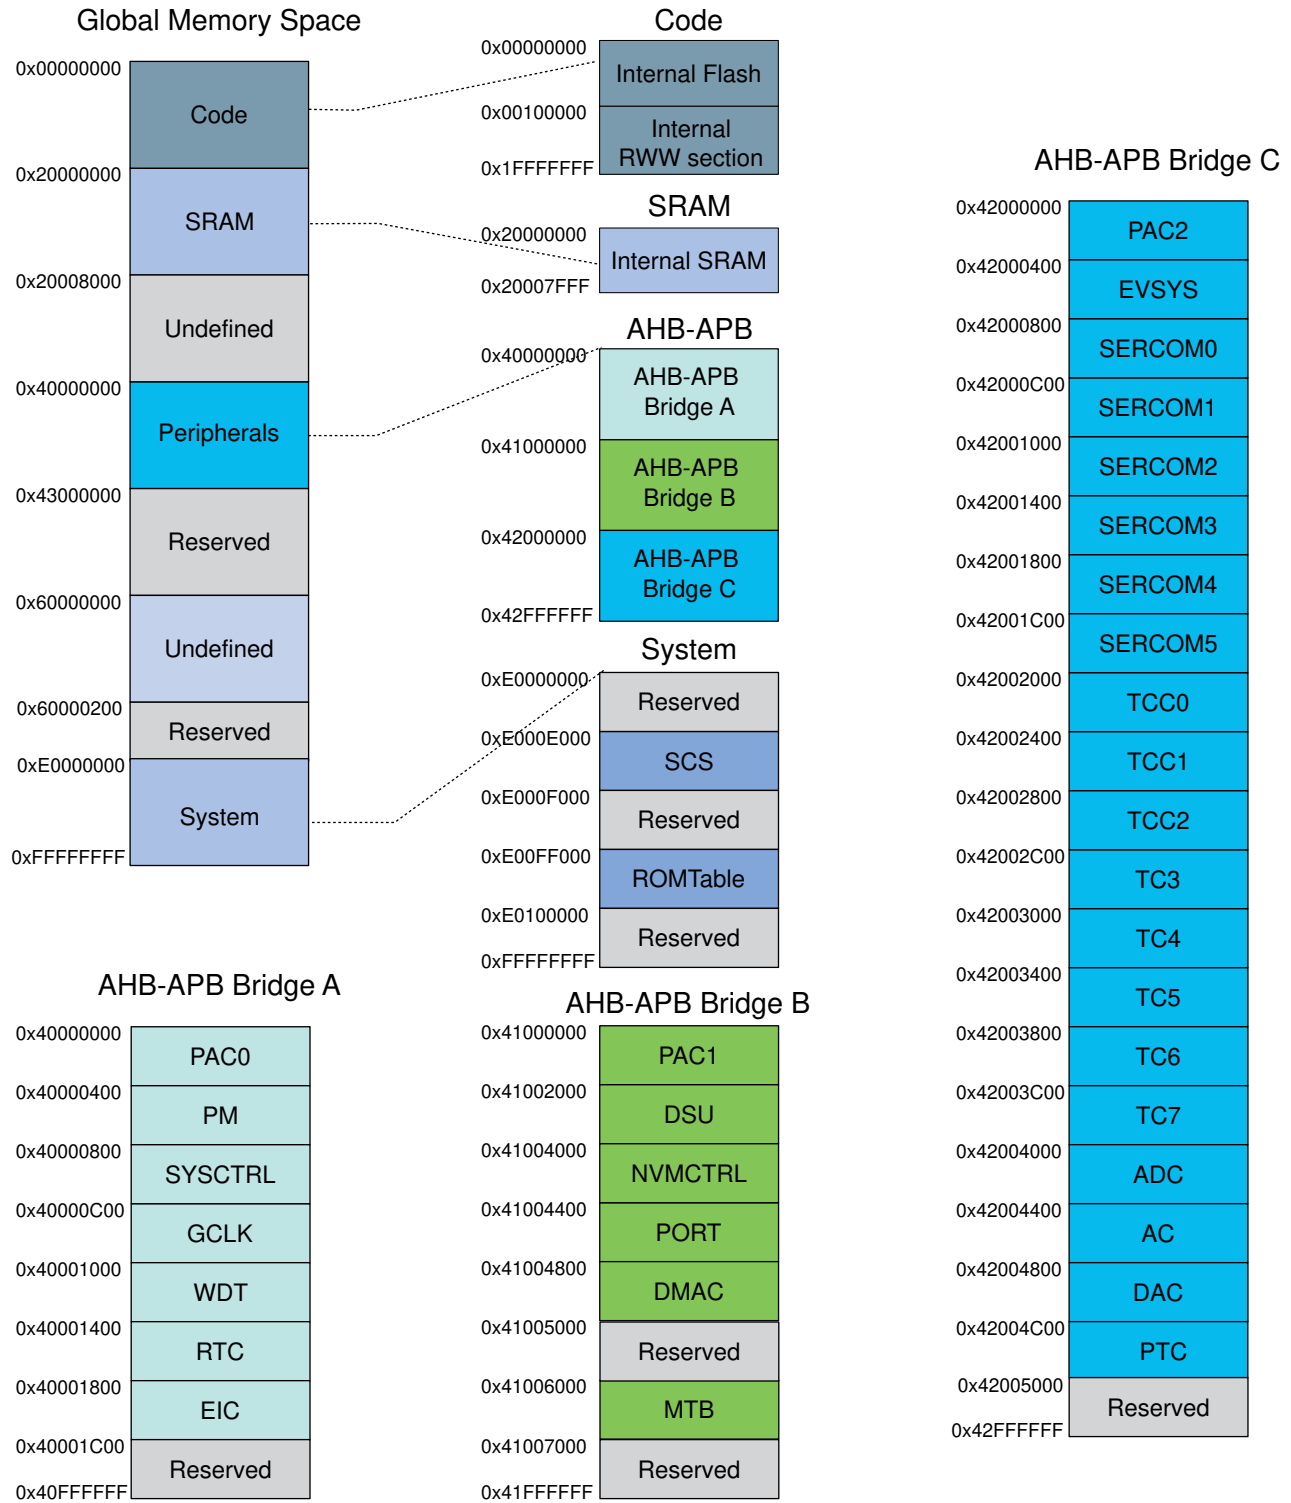 Global Memory Space
0x00000000
Code
0x20000000
SRAM
0x20008000
Undefined
0x40000000
Peripherals
0x43000000
Reserved
0x60000000
Undefined
0x60000200
Reserved
0xE0000000
System
0xFFFFFFFF
Code
0x00000000
Internal Flash
0x00100000
Internal
RWW section
0x1FFFFFFF
SRAM
0x20000000
Internal SRAM
0x20007FFF
AHB-APB
0x40000000
AHB-APB
Bridge A
0x41000000
AHB-APB
Bridge B
0x42000000
AHB-APB
Bridge C
0x42FFFFFF
System
0xE0000000
Reserved
0xE000E000
SCS
0xE000F000
Reserved
0xE00FF000
ROMTable
0xE0100000
Reserved
0xFFFFFFFF
AHB-APB Bridge A
0x40000000
PAC0
0x40000400
PM
0x40000800
SYSCTRL
0x40000C00
GCLK
0x40001000
WDT
0x40001400
RTC
0x40001800
EIC
0x40001C00
Reserved
0x40FFFFFF
AHB-APB Bridge B
0x41000000
PAC1
0x41002000
DSU
0x41004000
NVMCTRL
0x41004400
PORT
0x41004800
DMAC
0x41005000
Reserved
0x41006000
MTB
0x41007000
Reserved
0x41FFFFFF
AHB-APB Bridge C
0x42000000
PAC2
0x42000400
EVSYS
0x42000800
SERCOM0
0x42000C00
SERCOM1
0x42001000
SERCOM2
0x42001400
SERCOM3
0x42001800
SERCOM4
0x42001C00
SERCOM5
0x42002000
TCC0
0x42002400
TCC1
0x42002800
TCC2
0x42002C00
TC3
0x42003000
TC4
0x42003400
TC5
0x42003800
TC6
0x42003C00
TC7
0x42004000
ADC
0x42004400
AC
0x42004800
DAC
0x42004C00
PTC
0x42005000
Reserved
0x42FFFFFF